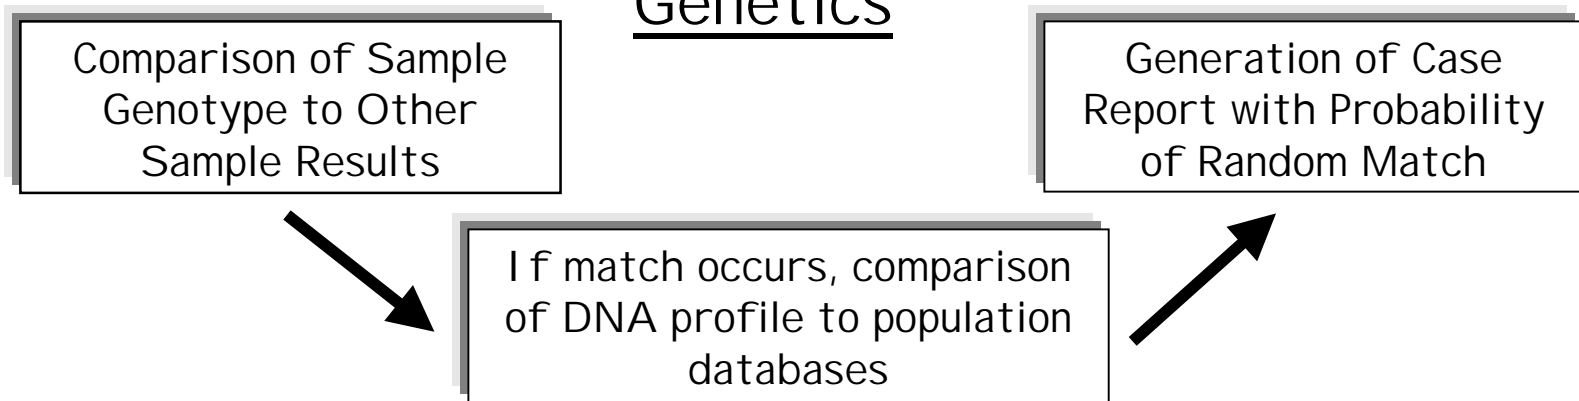 Genetics
Comparison of Sample
Genotype to Other
Sample Results
If match occurs, comparison
of DNA profile to population
databases
Generation of Case
Report with Probability
of Random Match